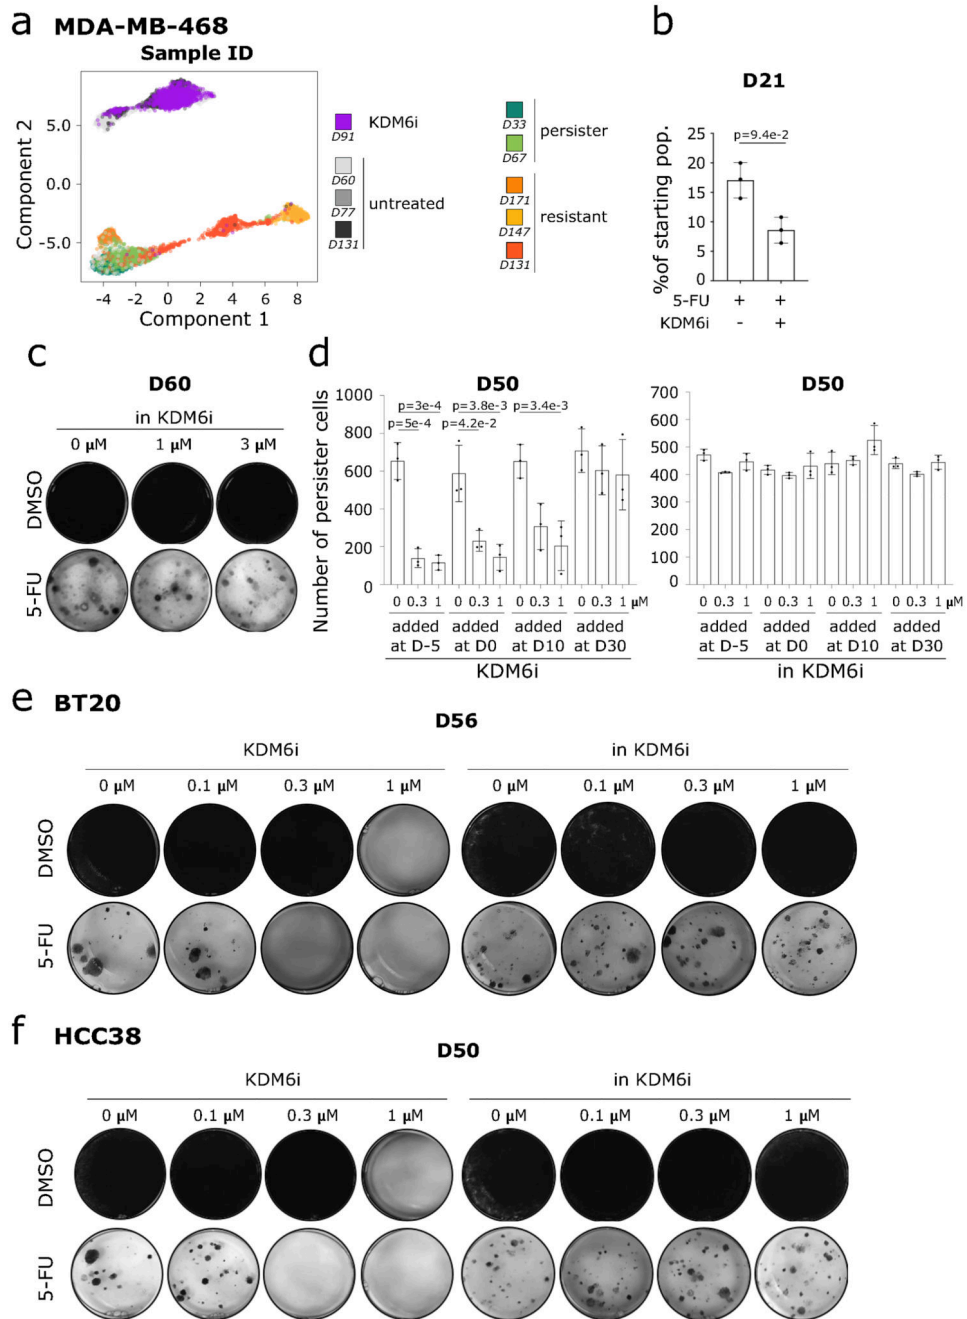 a MDA-MB-468
Sample ID
Component 2
5.0
0.0
-5.0
-4 -2 0 2 4 6 8
Component 1
KDM6i
D91
D60
D77
D131
untreated
D33
D67
persister
D171
D147
D131
resistant
b
D21
%of starting pop.
25
20
15
10
5
0
p=9.4e-2
5-FU + +
KDM6i - +
c
D60
in KDM6i
0 μM 1 μM 3 μM
DMSO
5-FU
d
D50
Number of persister cells
1000
800
600
400
200
0
p=3e-4 p=3.8e-3 p=3.4e-3
p=5e-4 p=4.2e-2
0 0.3 1 0 0.3 1 0 0.3 1 0 0.3 1 μM
added at D-5
added at D0
added at D10
added at D30
KDM6i
D50
700
600
500
400
300
200
100
0
0 0.3 1 0 0.3 1 0 0.3 1 0 0.3 1 μM
added at D-5
added at D0
added at D10
added at D30
in KDM6i
e BT20
D56
KDM6i in KDM6i
0 μM 0.1 μM 0.3 μM 1 μM 0 μM 0.1 μM 0.3 μM 1 μM
DMSO
5-FU
f HCC38
D50
KDM6i in KDM6i
0 μM 0.1 μM 0.3 μM 1 μM 0 μM 0.1 μM 0.3 μM 1 μM
DMSO
5-FU